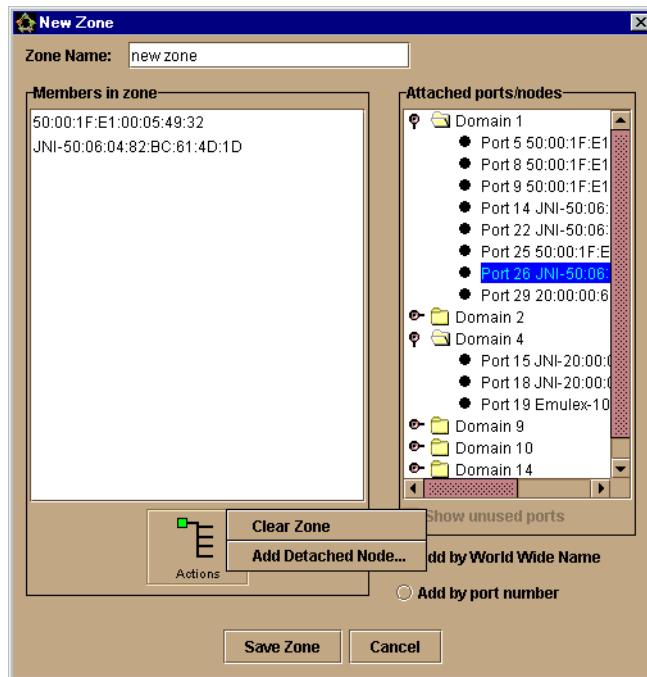 New Zone
Zone Name: new zone
Members in zone
50:00:1F:E1:00:05:49:32
JNI-50:06:04:82:BC:61:4D:1D
Attached ports/nodes
Domain 1
Port 5 50:00:1F:E1
Port 8 50:00:1F:E1
Port 9 50:00:1F:E1
Port 14 JNI-50:06:
Port 22 JNI-50:06:
Port 25 50:00:1F:E
Port 26 JNI-50:06:
Port 29 20:00:00:6
Domain 2
Domain 4
Port 15 JNI-20:00:0
Port 18 JNI-20:00:0
Port 19 Emulex-10
Domain 9
Domain 10
Domain 14
Show unused ports
Actions
Clear Zone
Add Detached Node...
dd by World Wide Name
Add by port number
Save Zone
Cancel